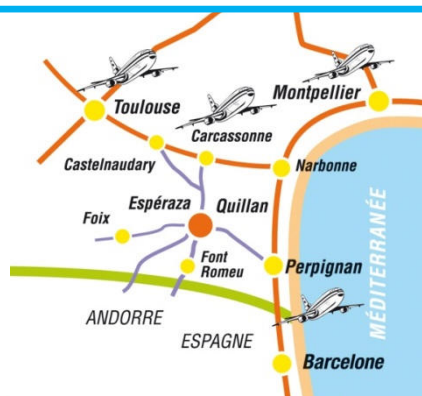 Toulouse
Montpellier
Carcassonne
Castelnaudary
Narbonne
Espéraza Quillan
Foix
Font
Romeu
Perpignan
MÉDITERRANÉE
ANDORRE
ESPAGNE
Barcelone